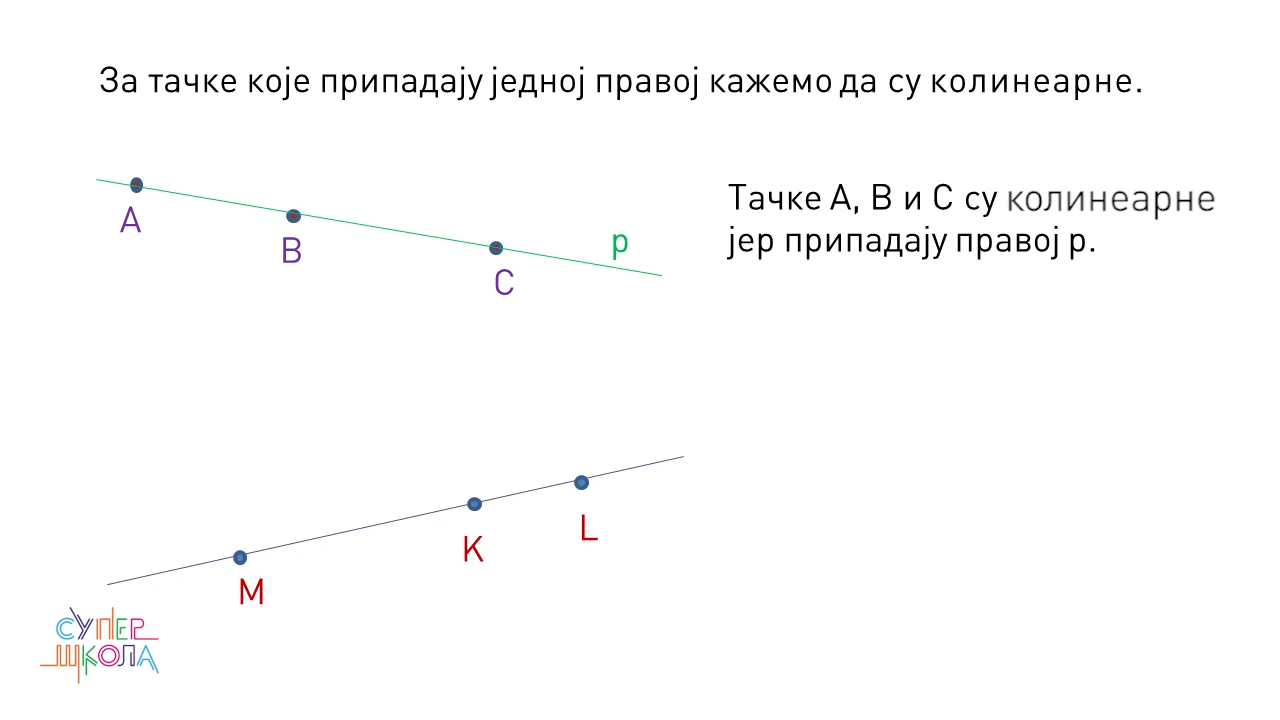 За тачке које припадају једној правој кажемо да су колинеарне.
Тачке A, B и C су колинеарне
јер припадају правој p.
A
B
C
p
M
K
L
СУПЕР
ШКОЛА